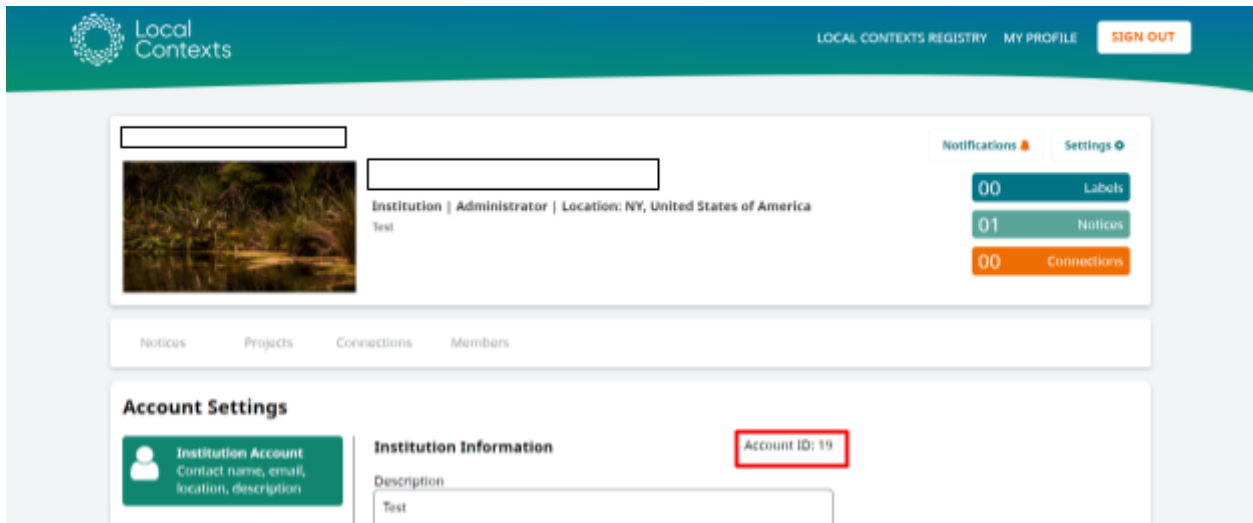 Local
Contexts
LOCAL CONTEXTS REGISTRY MY PROFILE SIGN OUT
Notifications Settings
Institution | Administrator | Location: NY, United States of America
Test
00 Labels
01 Notices
00 Connections
Notices Projects Connections Members
Account Settings
Institution Account
Contact name, email,
location, description
Institution Information
Account ID: 19
Description
Test